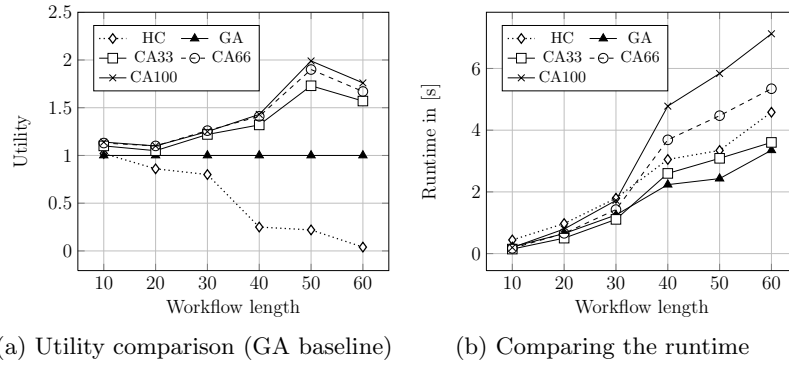 HC GA
CA33 CA66
CA100
2.5
2
1.5
1
0.5
0
Utility
10 20 30 40 50 60
Workflow length
(a) Utility comparison (GA baseline)
HC GA
CA33 CA66
CA100
6
4
2
0
Runtime in [s]
10 20 30 40 50 60
Workflow length
(b) Comparing the runtime